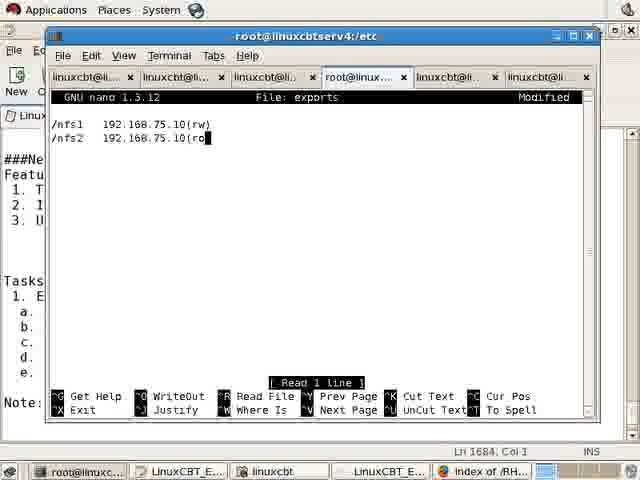 Applications Places System
root@linuxcbtserv4:/etc
File Edit View Terminal Tabs Help
linuxcbt@li... linuxcbt@li... linuxcbt@li.. root@linux.... linuxcbt@li... linuxcbt@li...
GNU nano 1.3.12 File: exports Modified
/nfs1 192.168.75.10(rw)
/nfs2 192.168.75.10(ro
[ Read 1 line ]
^G Get Help ^O WriteOut ^R Read File ^Y Prev Page ^K Cut Text ^C Cur Pos
^X Exit ^J Justify ^W Where Is ^V Next Page ^U UnCut Text ^T To Spell
File E
New
Linux
###Ne
Featu
1. T
2. I
3. U
Tasks
1. E
a.
b.
c.
d.
e.
Note:
Ln 1684, Col 1 INS
root@linuxc... LinuxCBT_E... linuxcbt LinuxCBT_E... Index of /RH...